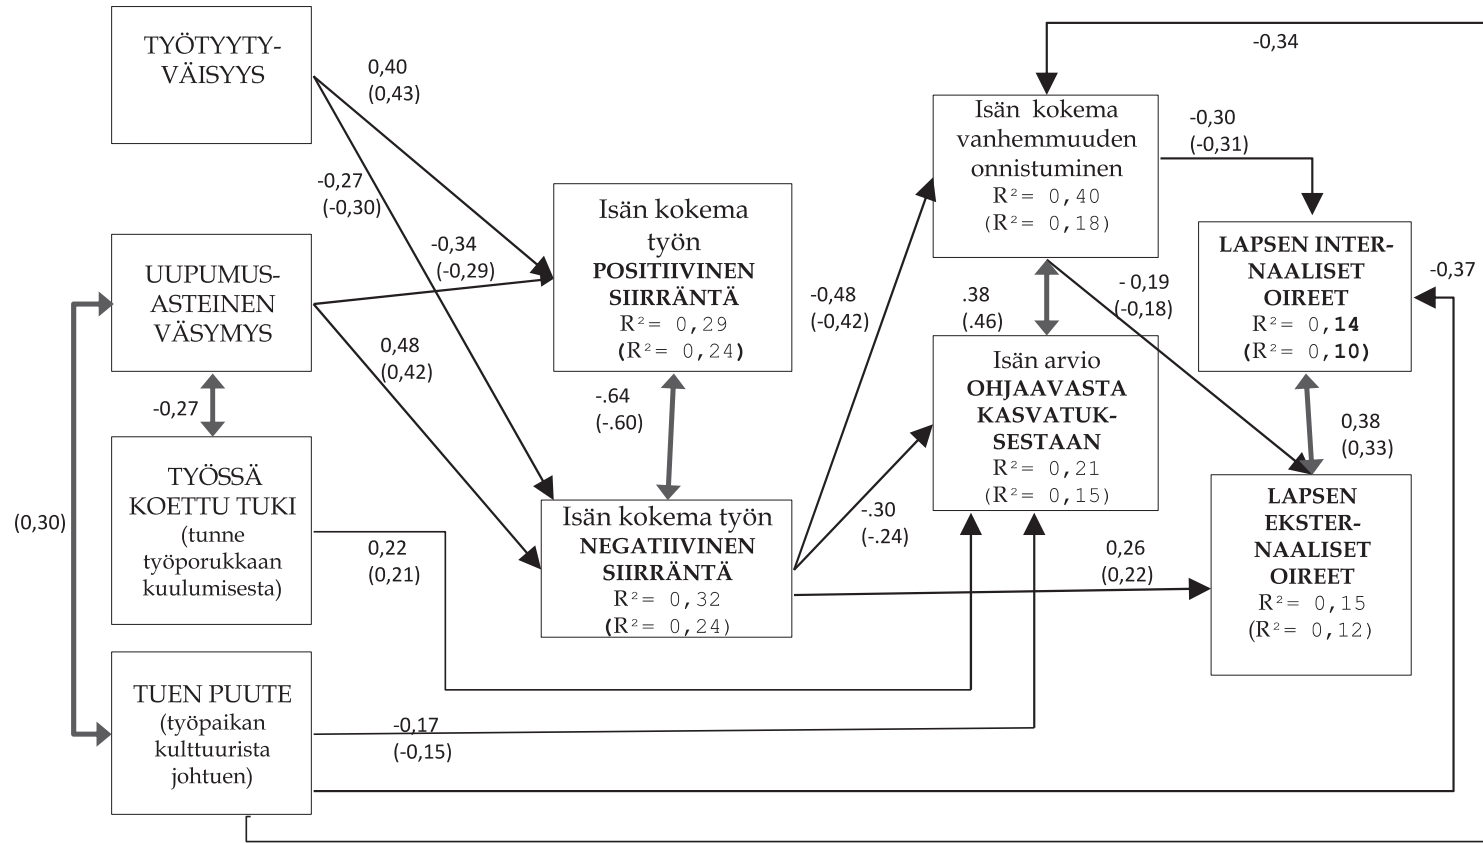 TYÖTYYTY-
VÄISYYS
0,40
(0,43)
-0,27
(-0,30)
UUPUMUS-
ASTEINEN
VÄSYMYS
-0,34
(-0,29)
0,48
(0,42)
-0,27
TYÖSSÄ
KOETTU TUKI
(tunne
työporukkaan
kuulumisesta)
(0,30)
0,22
(0,21)
TUEN PUUTE
(työpaikan
kulttuurista
johtuen)
-0,17
(-0,15)
Isän kokema
työn
POSITIIVINEN
SIIRRÄNTÄ
R²= 0,29
(R²= 0,24)
-.64
(-.60)
Isän kokema työn
NEGATIIVINEN
SIIRRÄNTÄ
R²= 0,32
(R²= 0,24)
-0,48
(-0,42)
-.30
(-.24)
0,26
(0,22)
-0,34
Isän kokema
vanhemmuuden
onnistuminen
R²= 0,40
(R²= 0,18)
.38
(.46)
Isän arvio
OHJAAVASTA
KASVATUK-
SESTAAN
R²= 0,21
(R²= 0,15)
-0,30
(-0,31)
- 0,19
(-0,18)
LAPSEN INTER-
NAALISET
OIREET
R²= 0,14
(R²= 0,10)
-0,37
0,38
(0,33)
LAPSEN
EKSTER-
NAALISET
OIREET
R²= 0,15
(R²= 0,12)